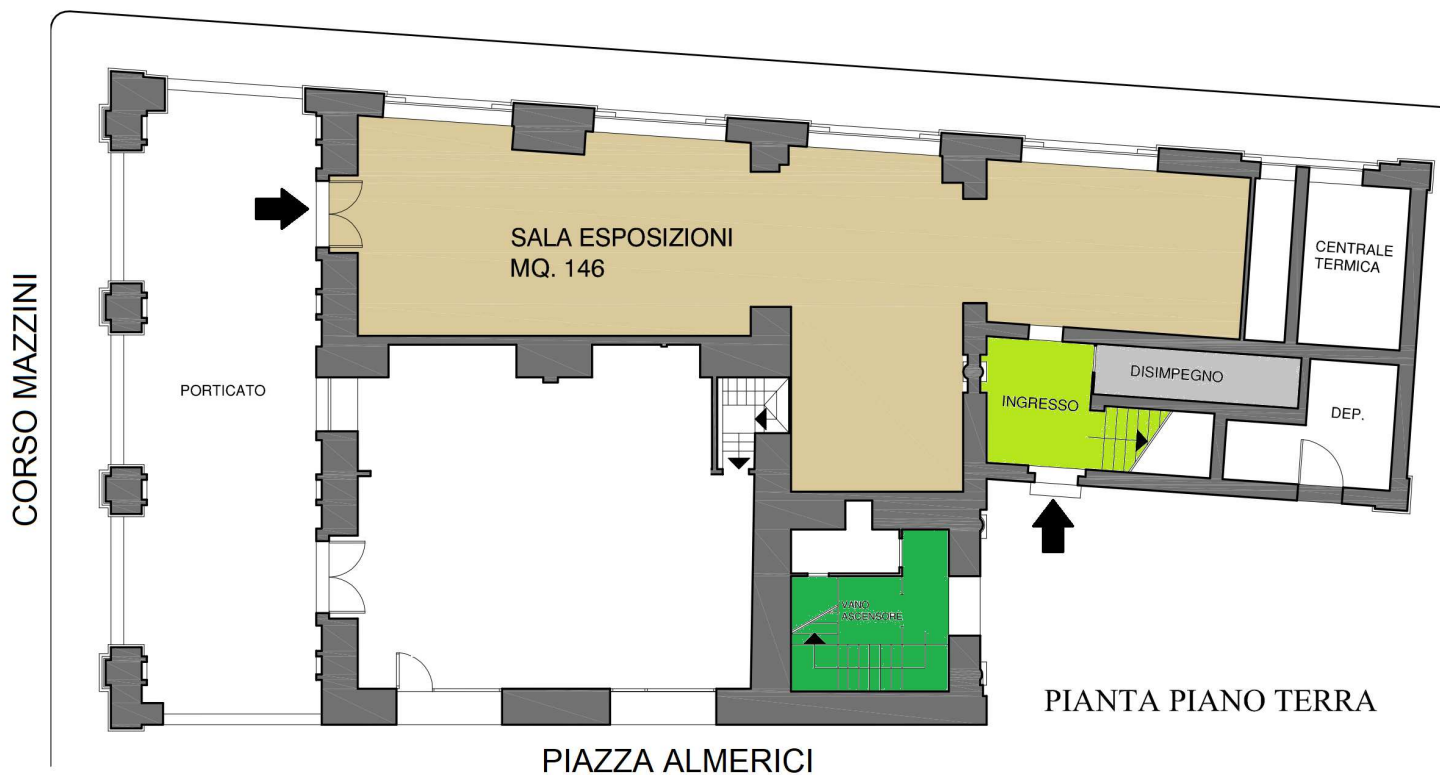 SALA ESPOSIZIONI
MQ. 146
CENTRALE
TERMICA
CORSO MAZZINI
PORTICATO
DISIMPEGNO
INGRESSO
DEP.
VANO
ASCENSORE
PIANTA PIANO TERRA
PIAZZA ALMERICI